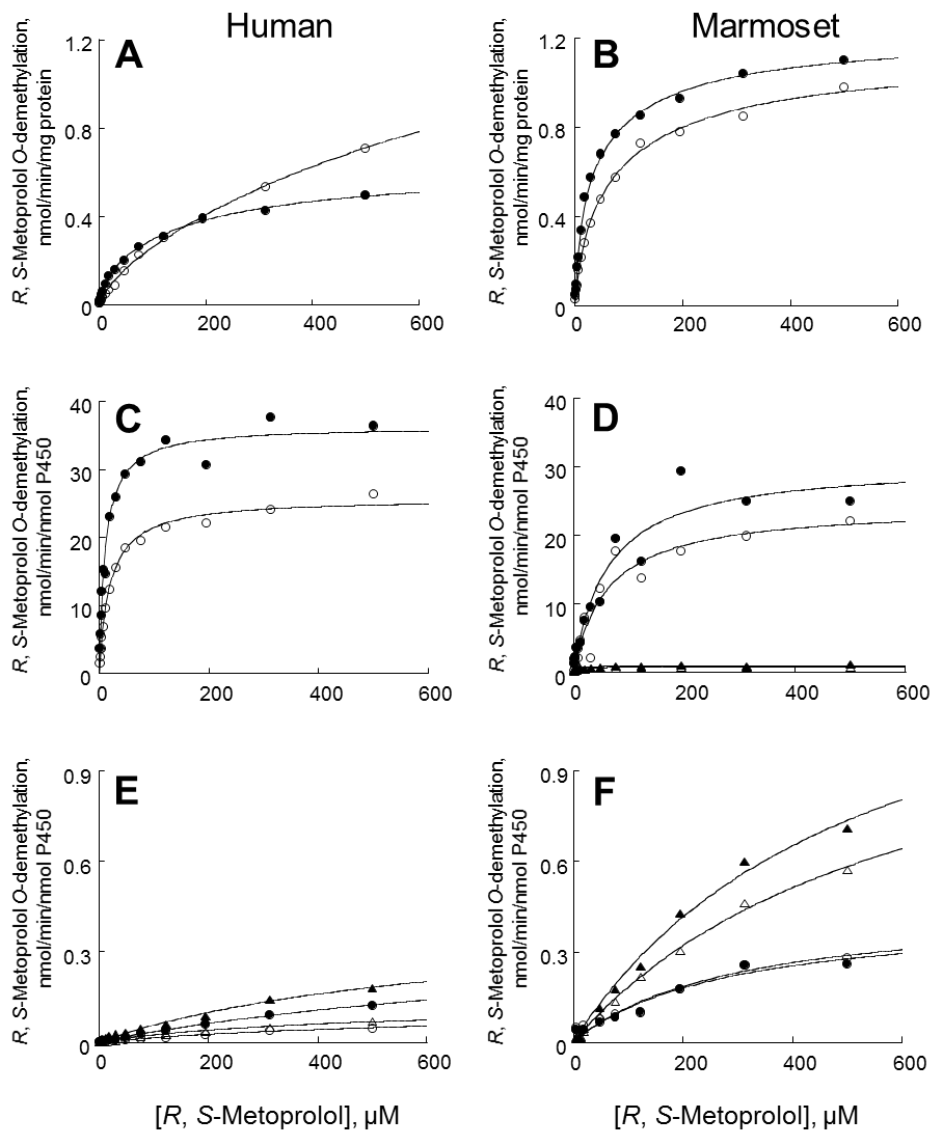 Human
Marmoset
R, S-Metoprolol O-demethylation,
nmol/min/mg protein
A
1.2
0.8
0.4
0
0
200
400
600
R, S-Metoprolol O-demethylation,
nmol/min/mg protein
B
1.2
0.8
0.4
0
0
200
400
600
R, S-Metoprolol O-demethylation,
nmol/min/nmol P450
C
40
30
20
10
0
0
200
400
600
R, S-Metoprolol O-demethylation,
nmol/min/nmol P450
D
40
30
20
10
0
0
200
400
600
R, S-Metoprolol O-demethylation,
nmol/min/nmol P450
E
0.9
0.6
0.3
0
0
200
400
600
[R, S-Metoprolol], µM
R, S-Metoprolol O-demethylation,
nmol/min/nmol P450
F
0.9
0.6
0.3
0
0
200
400
600
[R, S-Metoprolol], µM